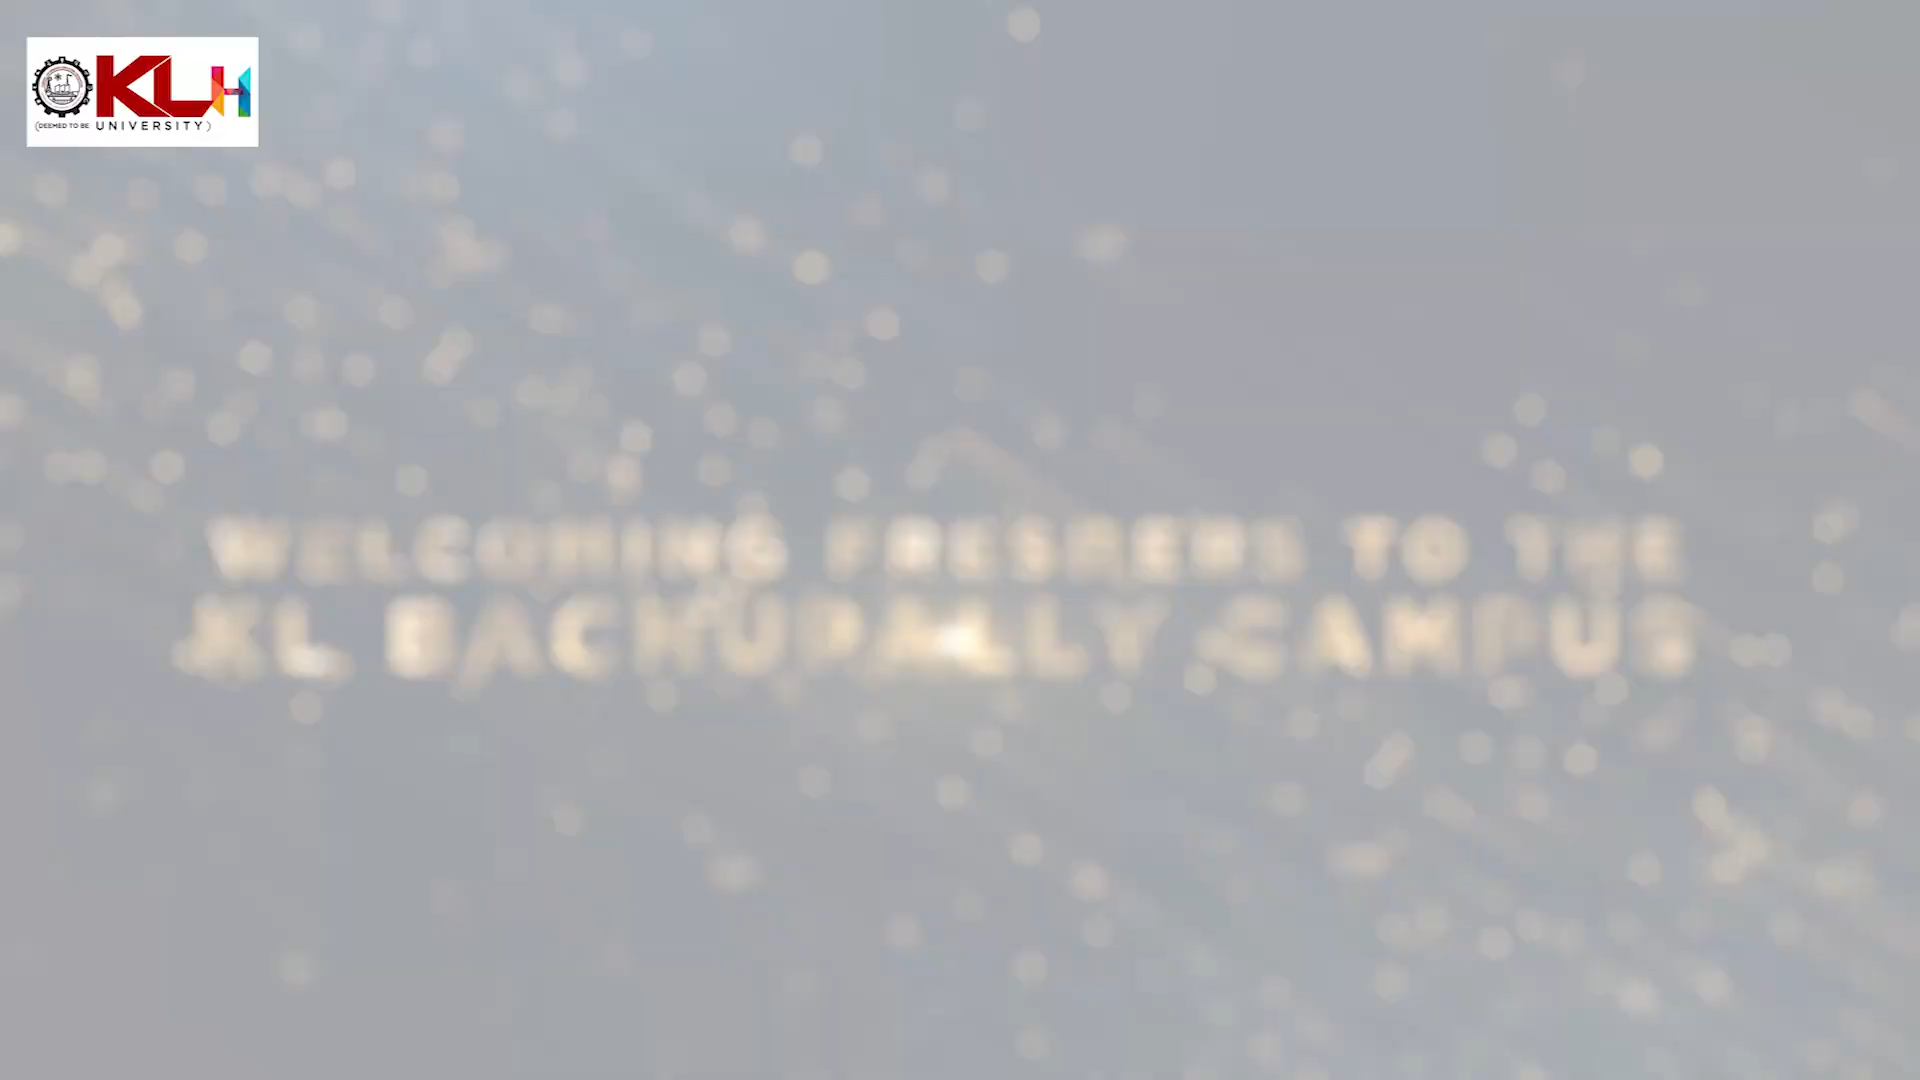 KLH
(DEEMED TO BE UNIVERSITY)
WELCOMING FRESHERS TO THE
KL BACHUPALLY CAMPUS